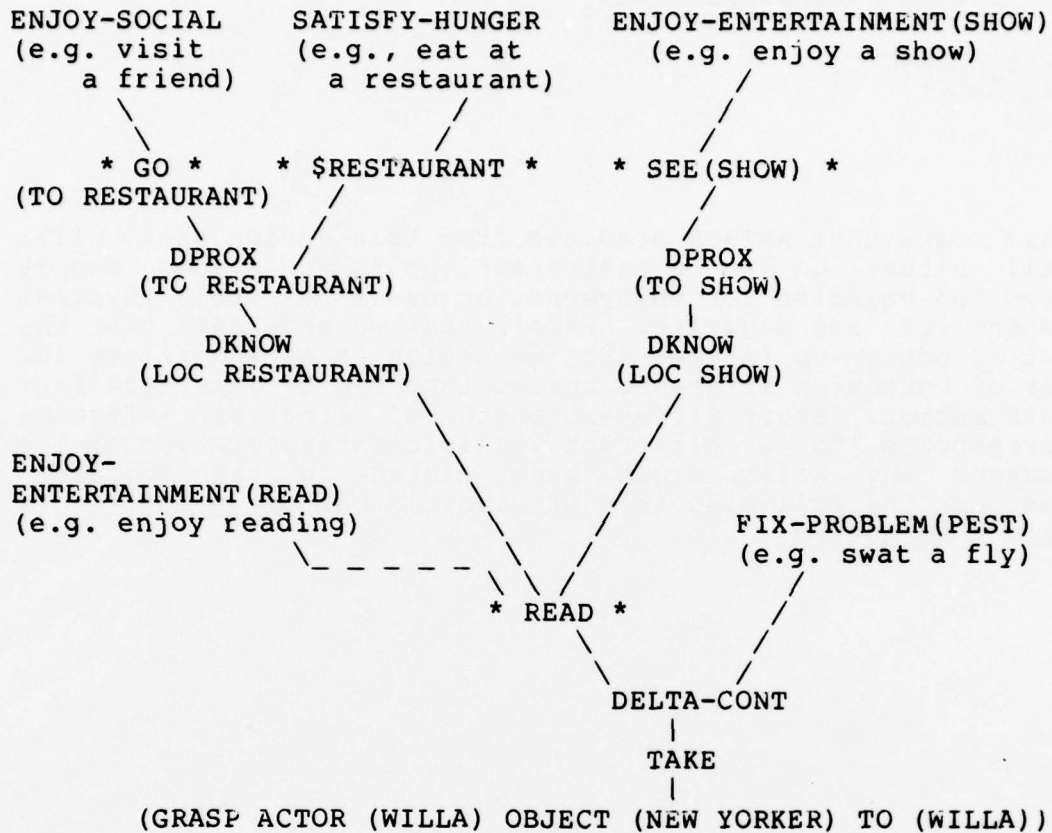 ENJOY-SOCIAL SATISFY-HUNGER ENJOY-ENTERTAINMENT(SHOW)
(e.g. visit (e.g., eat at (e.g. enjoy a show)
a friend) a restaurant)
* GO * * $RESTAURANT * * SEE(SHOW) *
(TO RESTAURANT)
DPROX DPROX
(TO RESTAURANT) (TO SHOW)
DKNOW DKNOW
(LOC RESTAURANT) (LOC SHOW)
ENJOY-
ENTERTAINMENT(READ)
(e.g. enjoy reading) FIX-PROBLEM(PEST)
(e.g. swat a fly)
* READ *
DELTA-CONT
TAKE
(GRASP ACTOR (WILLA) OBJECT (NEW YORKER) TO (WILLA))